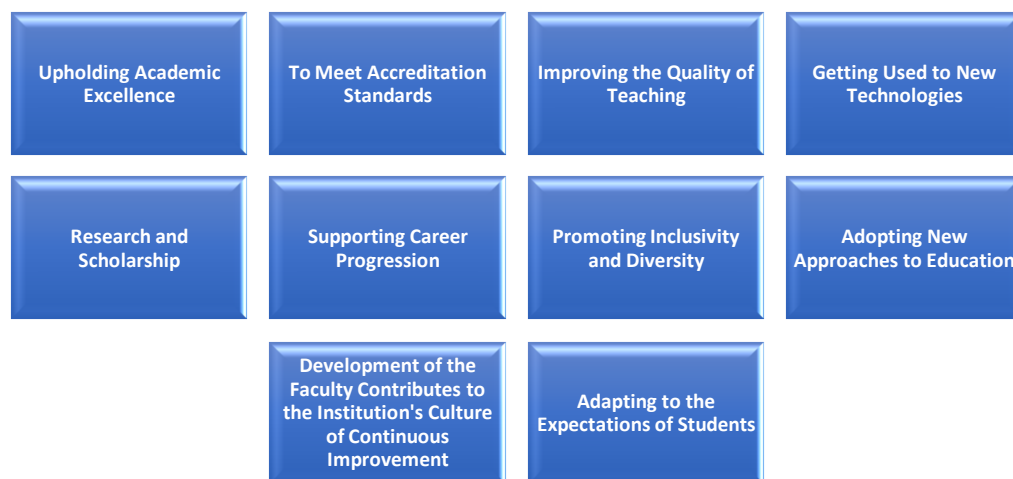 Upholding Academic
Excellence
To Meet Accreditation
Standards
Improving the Quality of
Teaching
Getting Used to New
Technologies
Research and
Scholarship
Supporting Career
Progression
Promoting Inclusivity
and Diversity
Adopting New
Approaches to Education
Development of the
Faculty Contributes to
the Institution's Culture
of Continuous
Improvement
Adapting to the
Expectations of Students